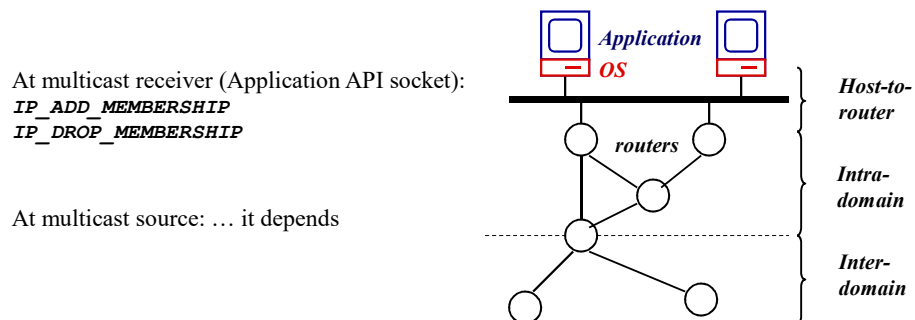 At multicast receiver (Application API socket):
IP_ADD_MEMBERSHIP
IP_DROP_MEMBERSHIP
At multicast source: … it depends
Application
OS
routers
Host-to-
router
Intra-
domain
Inter-
domain